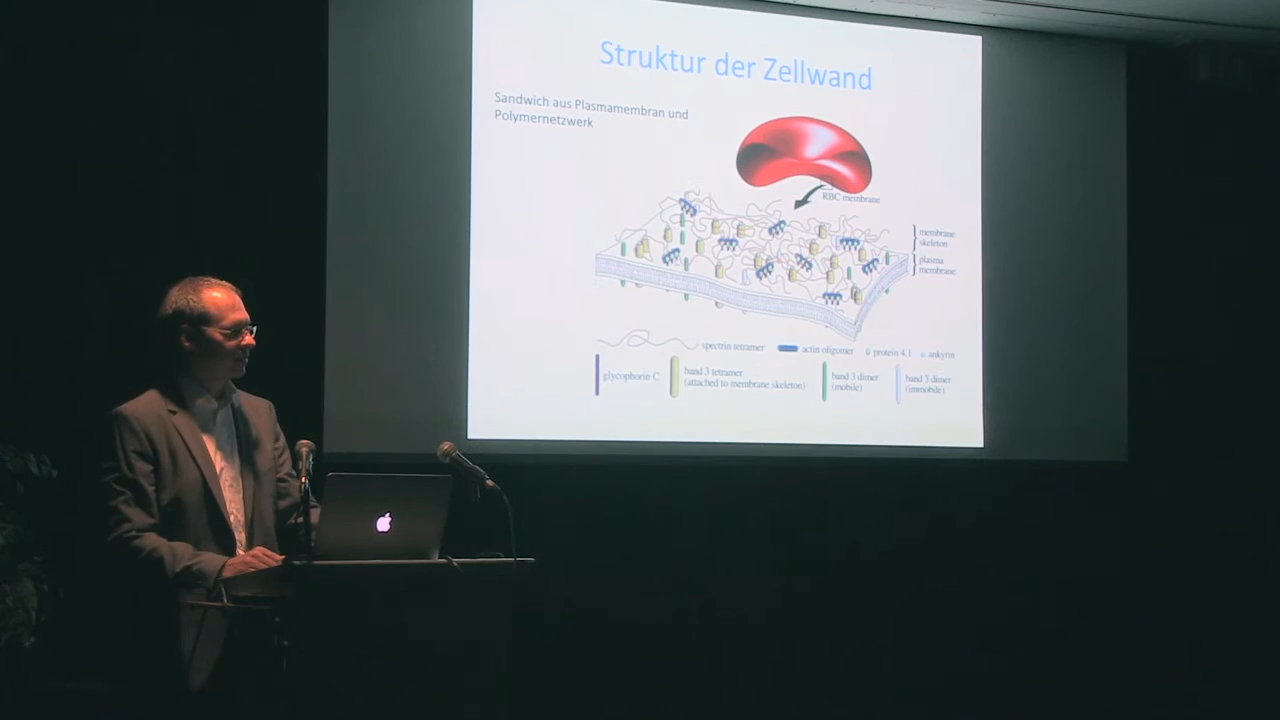 Struktur der Zellwand
Sandwich aus Plasmamembran und
Polymernetzwerk
RBC membrane
membrane
skeleton
plasma
membrane
spectrin tetramer
actin oligomer
protein 4.1
ankyrin
glycophorin C
band 3 tetramer
(attached to membrane skeleton)
band 3 dimer
(mobile)
band 3 dimer
(immobile)